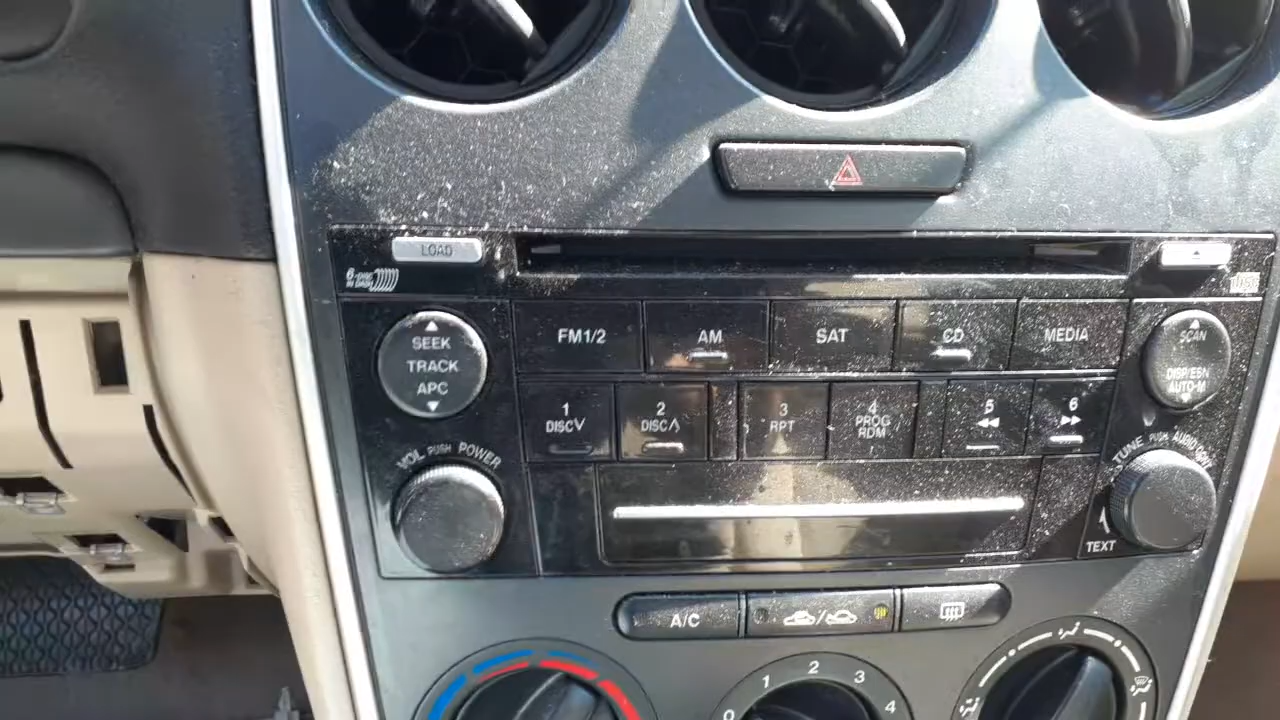 LOAD
6-DISC
IN DASH
FM1/2
AM
SAT
CD
MEDIA
SEEK
TRACK
APC
SCAN
DISP/ESN
AUTO-M
1
DISC
2
DISC
3
RPT
4
PROG
RDM
5
6
VOL PUSH POWER
TUNE PUSH AUDIO CONT
TEXT
A/C
0 1 2 3 4